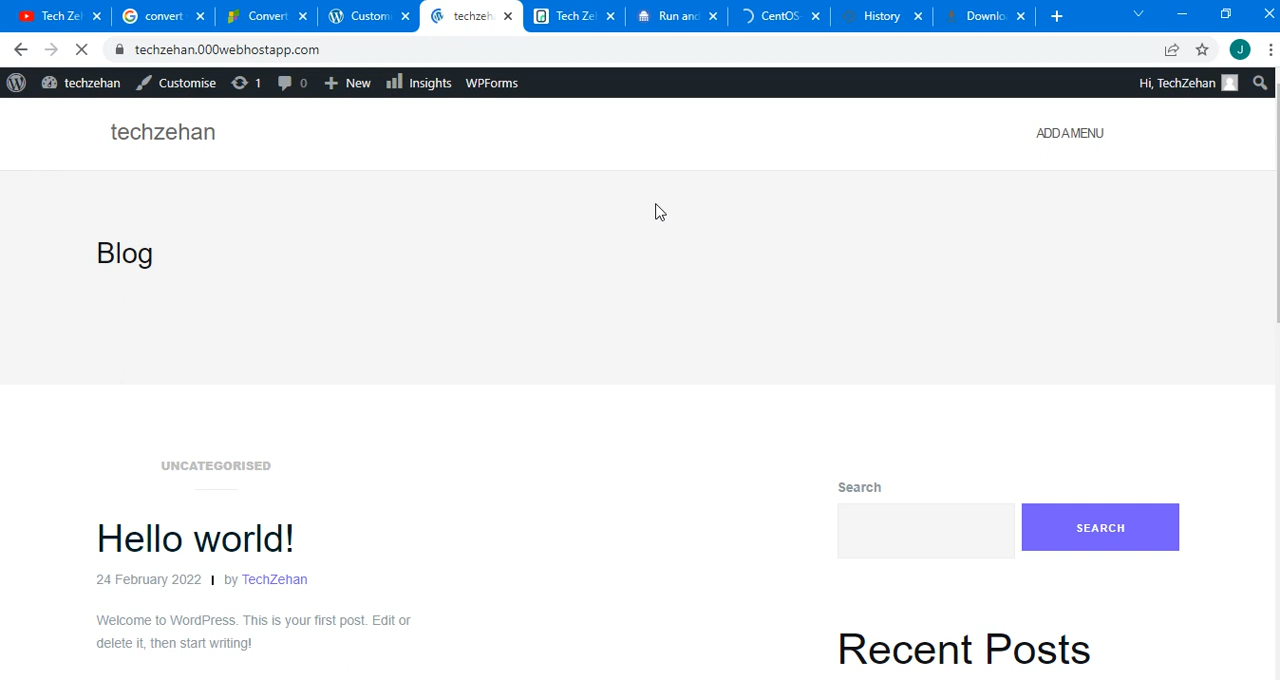 Tech Zeh
convert
Convert
Custom
techzeh
Tech Zeh
Run and
CentOS
History
Downlo
techzehan.000webhostapp.com
J
techzehan
Customise
1
0
New
Insights
WPForms
Hi, TechZehan
techzehan
ADD A MENU
Blog
UNCATEGORISED
Hello world!
24 February 2022
by TechZehan
Welcome to WordPress. This is your first post. Edit or
delete it, then start writing!
Search
SEARCH
Recent Posts